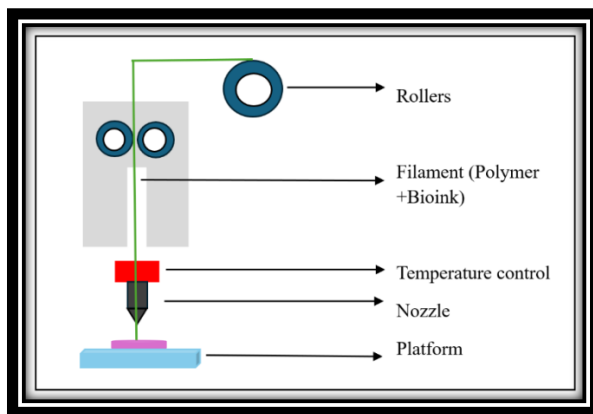 Rollers
Filament (Polymer
+Bioink)
Temperature control
Nozzle
Platform